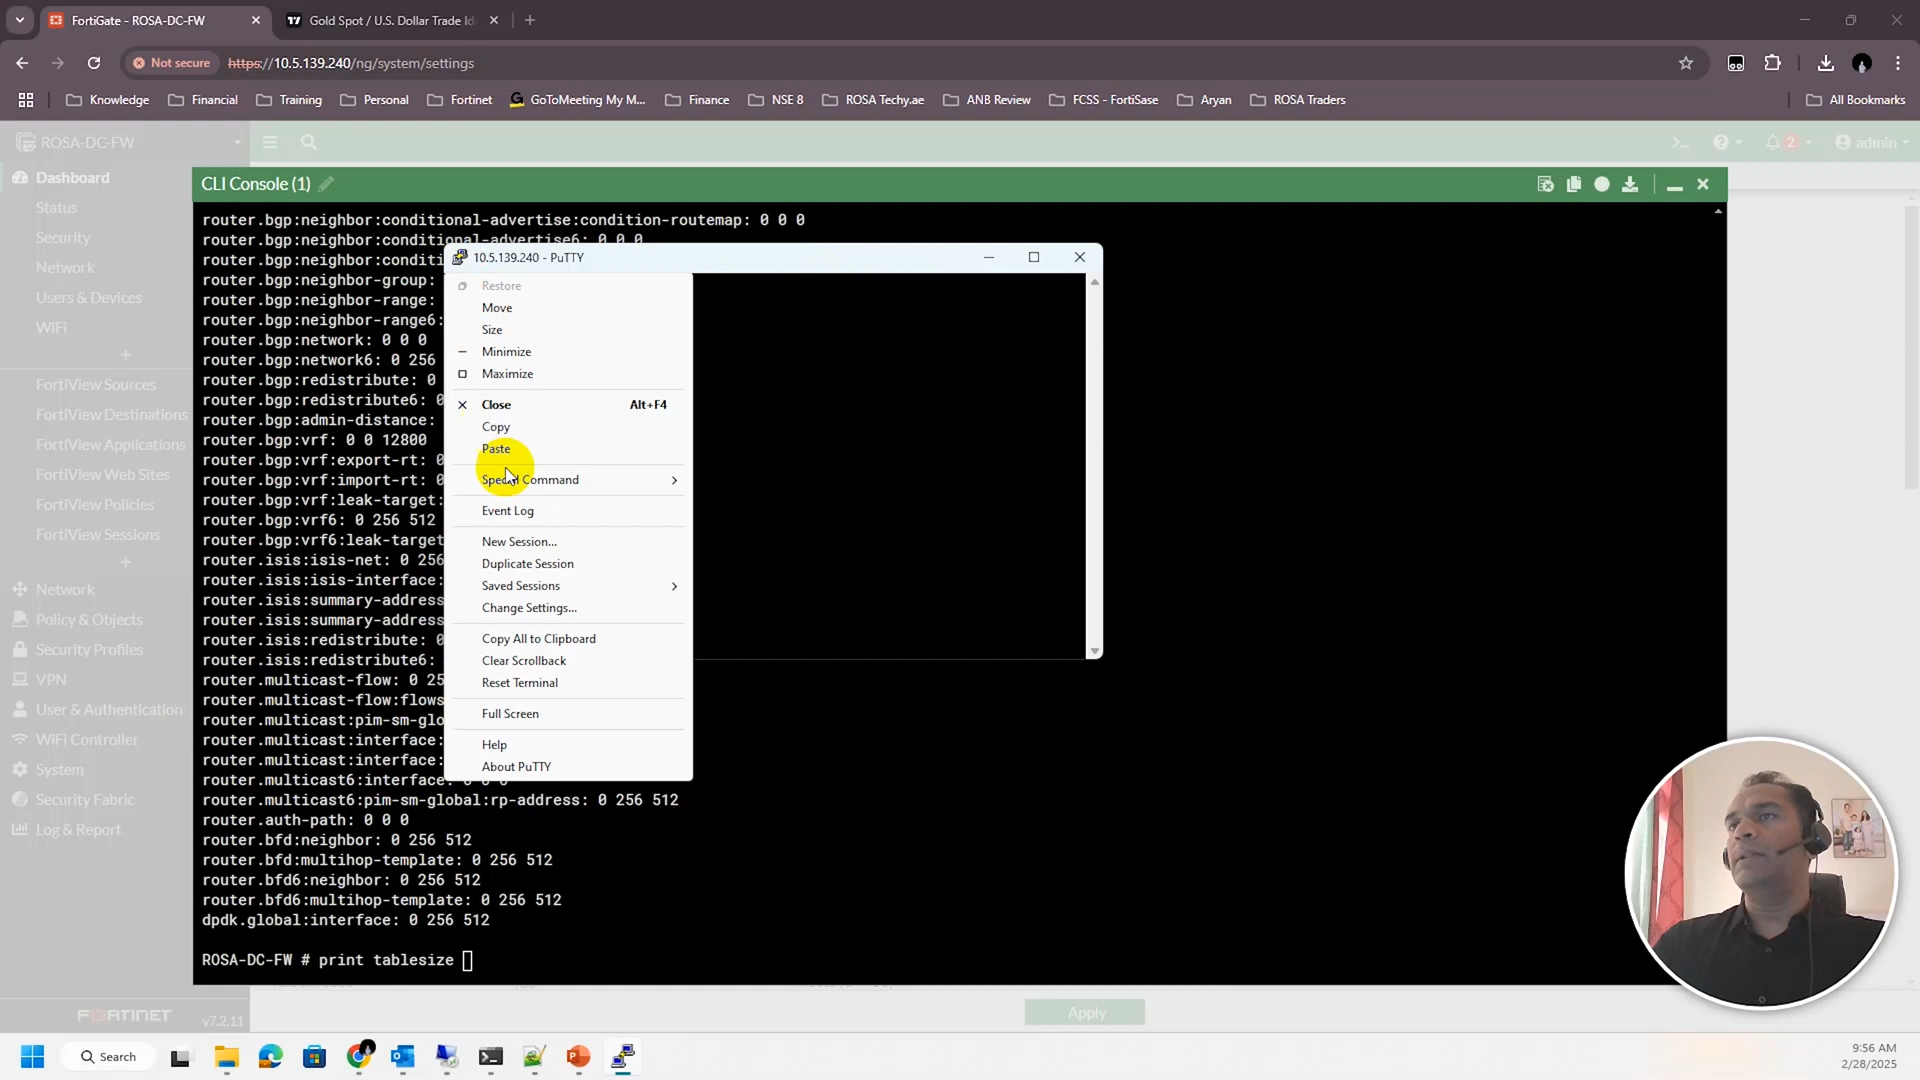 FortiGate - ROSA-DC-FW
Gold Spot / U.S. Dollar Trade Id
Not secure
https://10.5.139.240/ng/system/settings
Knowledge
Financial
Training
Personal
Fortinet
GoToMeeting My M...
Finance
NSE 8
ROSA Techy.ae
ANB Review
FCSS - FortiSase
Aryan
ROSA Traders
All Bookmarks
ROSA-DC-FW
2
admin
Dashboard
Status
Security
Network
Users & Devices
WiFi
FortiView Sources
FortiView Destinations
FortiView Applications
FortiView Web Sites
FortiView Policies
FortiView Sessions
Network
Policy & Objects
Security Profiles
VPN
User & Authentication
WiFi Controller
System
Security Fabric
Log & Report
FORTINET
v7.2.11
CLI Console (1)
router.bgp:neighbor:conditional-advertise:condition-routemap: 0 0 0
router.bgp:neighbor:conditional-advertise6: 0 0 0
router.bgp:neighbor:conditi
router.bgp:neighbor-group:
router.bgp:neighbor-range:
router.bgp:neighbor-range6:
router.bgp:network: 0 0 0
router.bgp:network6: 0 256
router.bgp:redistribute: 0
router.bgp:redistribute6: 0
router.bgp:admin-distance:
router.bgp:vrf: 0 0 12800
router.bgp:vrf:export-rt: 0
router.bgp:vrf:import-rt: 0
router.bgp:vrf:leak-target:
router.bgp:vrf6: 0 256 512
router.bgp:vrf6:leak-target
router.isis:isis-net: 0 256
router.isis:isis-interface:
router.isis:summary-address
router.isis:summary-address
router.isis:redistribute: 0
router.isis:redistribute6:
router.multicast-flow: 0 25
router.multicast-flow:flows
router.multicast:pim-sm-glo
router.multicast:interface:
router.multicast:interface:
router.multicast6:interface: 0 0 0
router.multicast6:pim-sm-global:rp-address: 0 256 512
router.auth-path: 0 0 0
router.bfd:neighbor: 0 256 512
router.bfd:multihop-template: 0 256 512
router.bfd6:neighbor: 0 256 512
router.bfd6:multihop-template: 0 256 512
dpdk.global:interface: 0 256 512
ROSA-DC-FW # print tablesize
10.5.139.240 - PuTTY
Restore
Move
Size
Minimize
Maximize
Close Alt+F4
Copy
Paste
Special Command
Event Log
New Session...
Duplicate Session
Saved Sessions
Change Settings...
Copy All to Clipboard
Clear Scrollback
Reset Terminal
Full Screen
Help
About PuTTY
Apply
Search
9:56 AM
2/28/2025